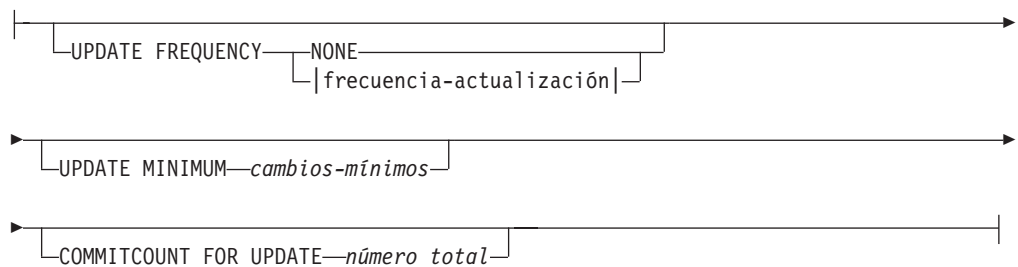 UPDATE FREQUENCY NONE
frecuencia-actualización
UPDATE MINIMUM cambios-mínimos
COMMITCOUNT FOR UPDATE número total